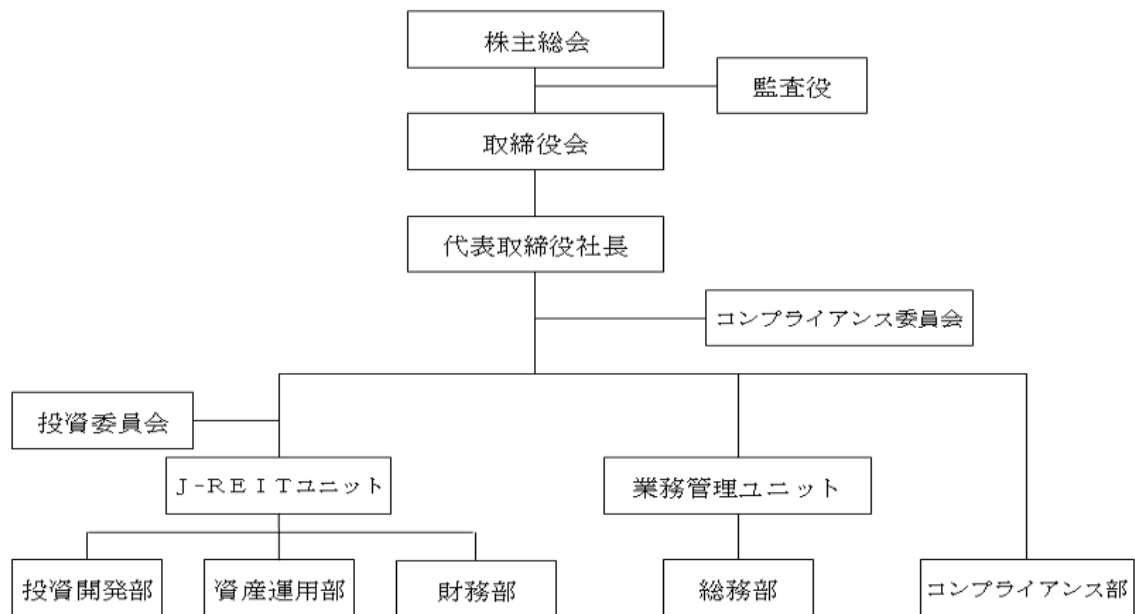 株主総会
監査役
取締役会
代表取締役社長
コンプライアンス委員会
投資委員会
J-REITユニット
業務管理ユニット
投資開発部
資産運用部
財務部
総務部
コンプライアンス部